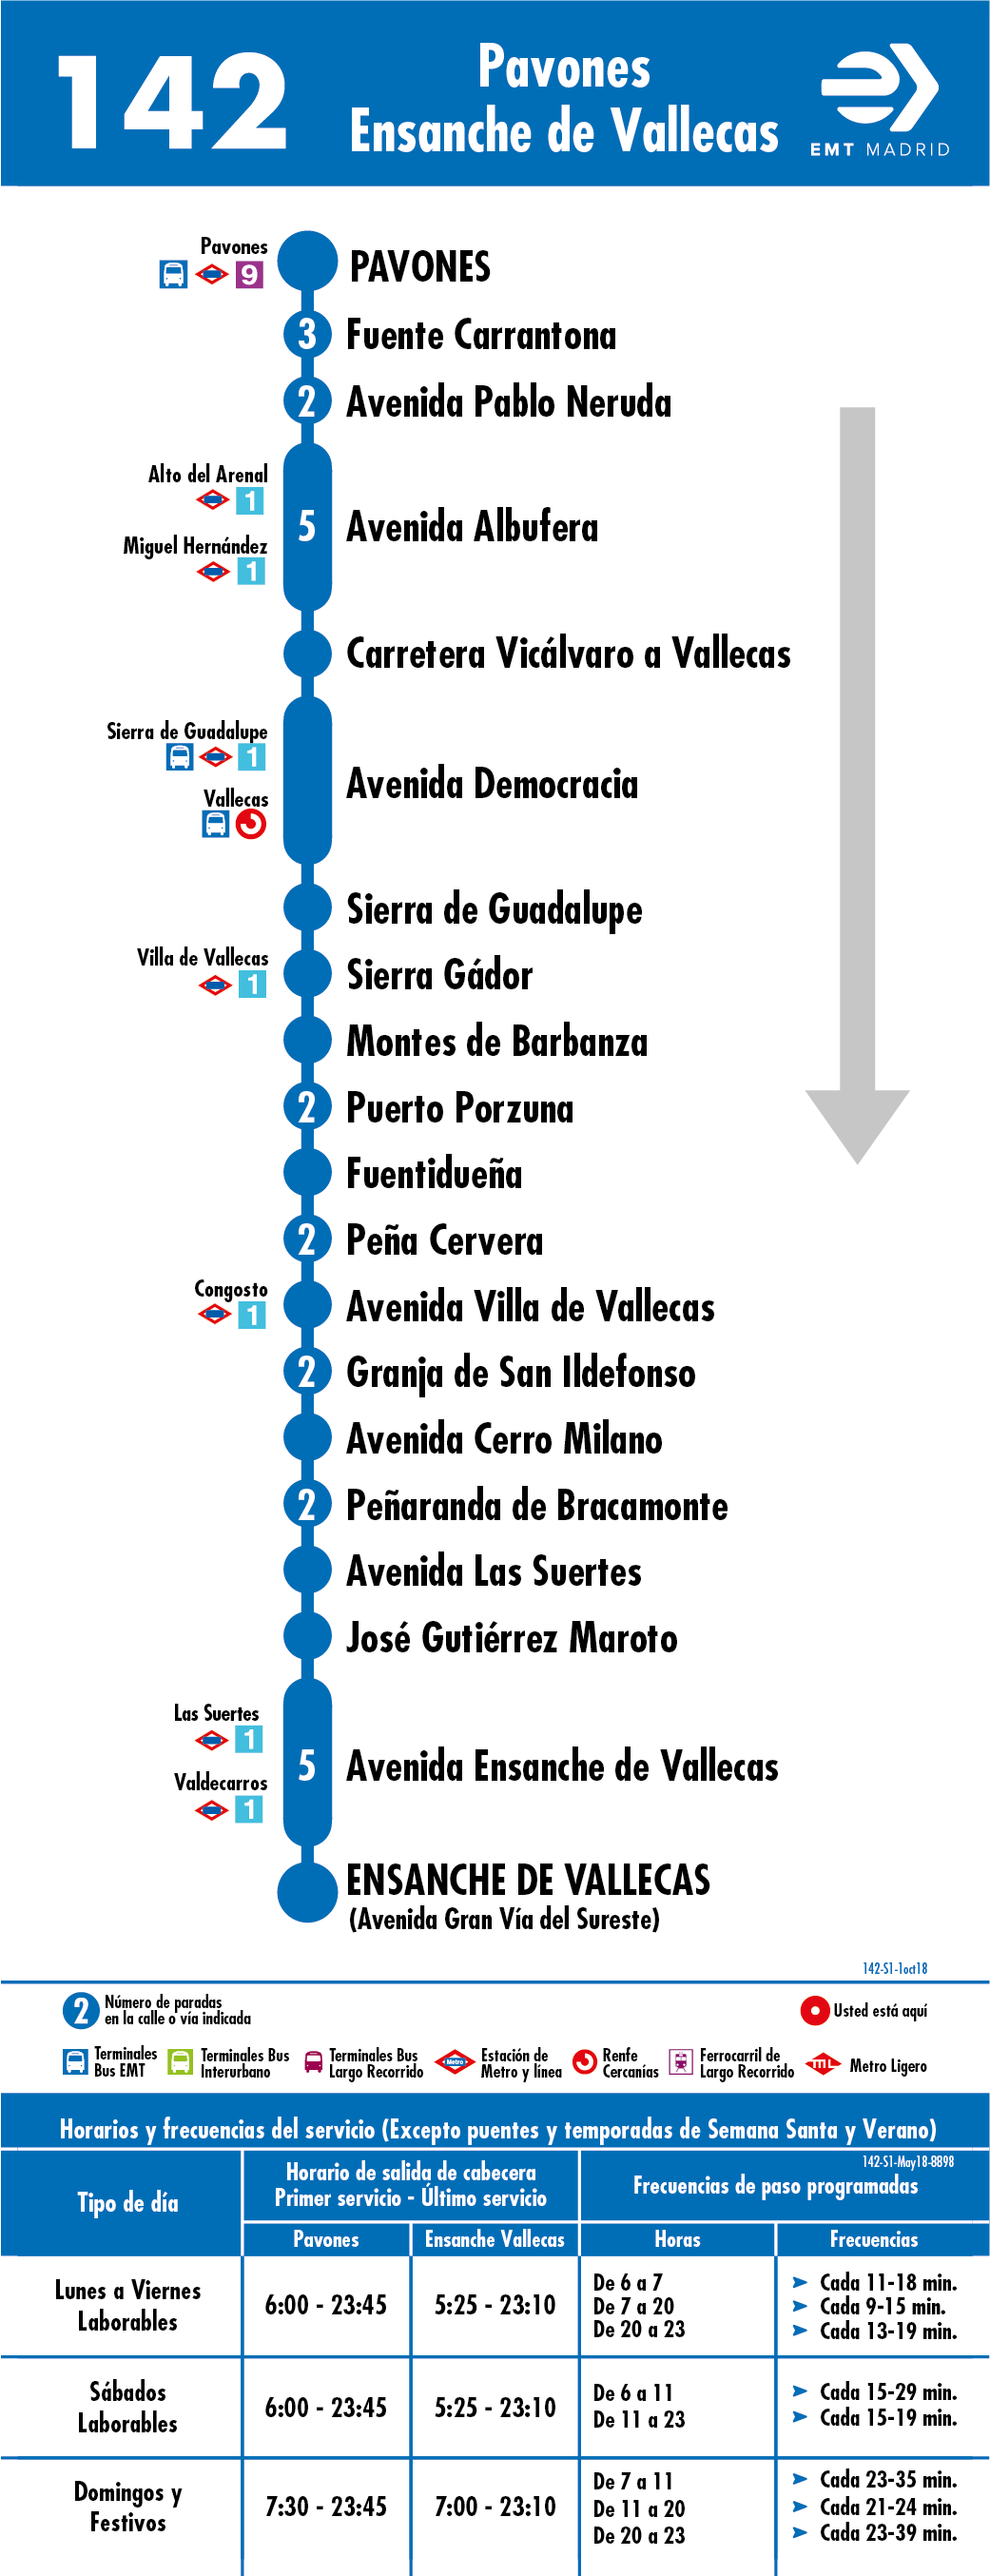 142
Pavones
Ensanche de Vallecas
EMT MADRID
Pavones
9
PAVONES
3 Fuente Carrantona
2 Avenida Pablo Neruda
Alto del Arenal
1
Miguel Hernández
1
5 Avenida Albufera
Carretera Vicálvaro a Vallecas
Sierra de Guadalupe
1
Vallecas
Avenida Democracia
Sierra de Guadalupe
Villa de Vallecas
1
Sierra Gádor
Montes de Barbanza
2 Puerto Porzuna
Fuentidueña
2 Peña Cervera
Congosto
1
Avenida Villa de Vallecas
2 Granja de San Ildefonso
Avenida Cerro Milano
2 Peñaranda de Bracamonte
Avenida Las Suertes
José Gutiérrez Maroto
Las Suertes
1
Valdecarros
1
5 Avenida Ensanche de Vallecas
ENSANCHE DE VALLECAS
(Avenida Gran Vía del Sureste)
142-S1-1oct18
2 Número de paradas
en la calle o vía indicada
Usted está aquí
Terminales
Bus EMT
Terminales Bus
Interurbano
Terminales Bus
Largo Recorrido
Metro
Estación de
Metro y línea
Renfe
Cercanías
Ferrocarril de
Largo Recorrido
ML
Metro Ligero
Horarios y frecuencias del servicio (Excepto puentes y temporadas de Semana Santa y Verano)
142-S1-May18-8898
Tipo de día
Horario de salida de cabecera
Primer servicio - Último servicio
Frecuencias de paso programadas
Pavones
Ensanche Vallecas
Horas
Frecuencias
Lunes a Viernes
Laborables
6:00 - 23:45
5:25 - 23:10
De 6 a 7 ➤ Cada 11-18 min.
De 7 a 20 ➤ Cada 9-15 min.
De 20 a 23 ➤ Cada 13-19 min.
Sábados
Laborables
6:00 - 23:45
5:25 - 23:10
De 6 a 11 ➤ Cada 15-29 min.
De 11 a 23 ➤ Cada 15-19 min.
Domingos y
Festivos
7:30 - 23:45
7:00 - 23:10
De 7 a 11 ➤ Cada 23-35 min.
De 11 a 20 ➤ Cada 21-24 min.
De 20 a 23 ➤ Cada 23-39 min.